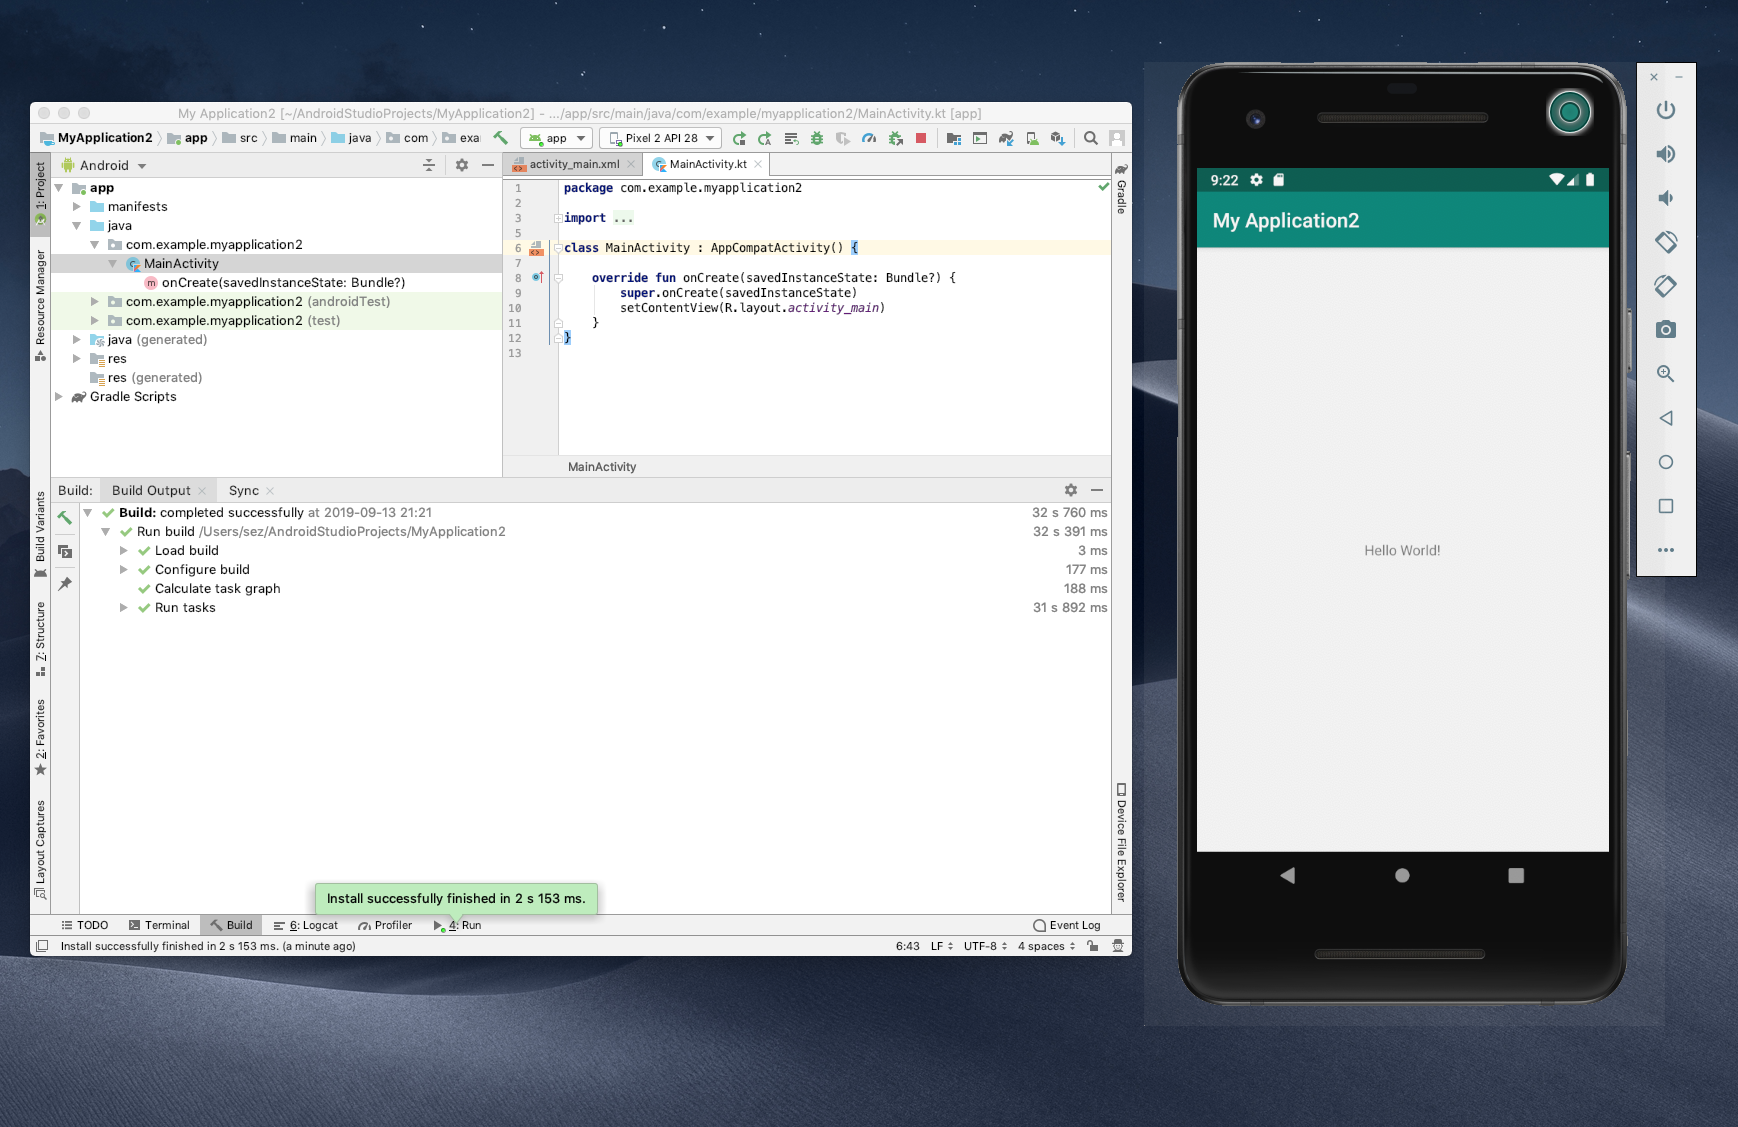 My Application2 [~/AndroidStudioProjects/MyApplication2] - .../app/src/main/java/com/example/myapplication2/MainActivity.kt [app]
MyApplication2 app src main java com exa app Pixel 2 API 28
1: Project
Resource Manager
Build Variants
7: Structure
2: Favorites
Layout Captures
Android
app
manifests
java
com.example.myapplication2
MainActivity
m onCreate(savedInstanceState: Bundle?)
com.example.myapplication2 (androidTest)
com.example.myapplication2 (test)
java (generated)
res
res (generated)
Gradle Scripts
activity_main.xml MainActivity.kt
1 package com.example.myapplication2
2
3 import ...
5
6 class MainActivity : AppCompatActivity() {
7
8 override fun onCreate(savedInstanceState: Bundle?) {
9 super.onCreate(savedInstanceState)
10 setContentView(R.layout.activity_main)
11 }
12 }
13
MainActivity
Gradle
Device File Explorer
Build: Build Output Sync
Build: completed successfully at 2019-09-13 21:21 32 s 760 ms
Run build /Users/sez/AndroidStudioProjects/MyApplication2 32 s 391 ms
Load build 3 ms
Configure build 177 ms
Calculate task graph 188 ms
Run tasks 31 s 892 ms
Install successfully finished in 2 s 153 ms.
TODO Terminal Build 6: Logcat Profiler 4: Run Event Log
Install successfully finished in 2 s 153 ms. (a minute ago) 6:43 LF UTF-8 4 spaces
9:22
My Application2
Hello World!